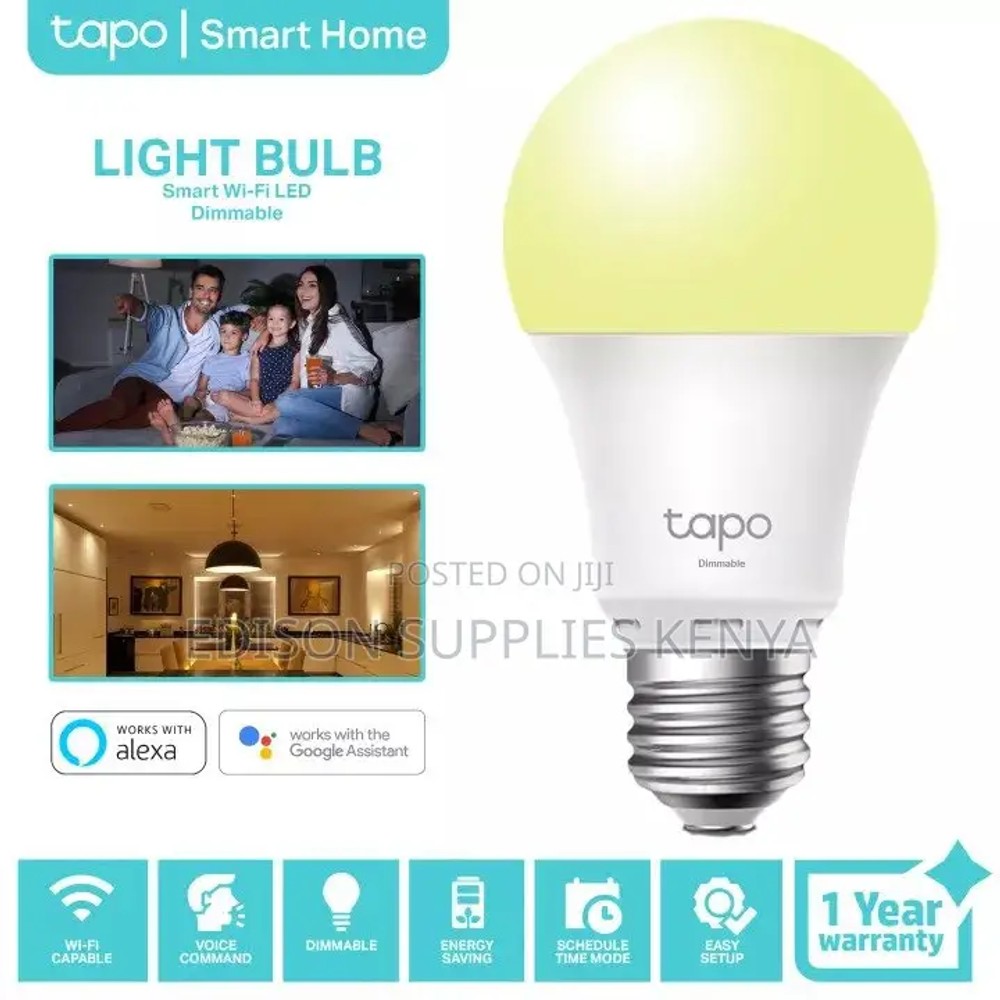 tapo | Smart Home
LIGHT BULB
Smart Wi-Fi LED
Dimmable
tapo
Dimmable
POSTED ON JIJI
EDISON SUPPLIES KENYA
WORKS WITH
alexa
works with the
Google Assistant
WI-FI
CAPABLE
VOICE
COMMAND
DIMMABLE
ENERGY
SAVING
SCHEDULE
TIME MODE
EASY
SETUP
1 Year
warranty